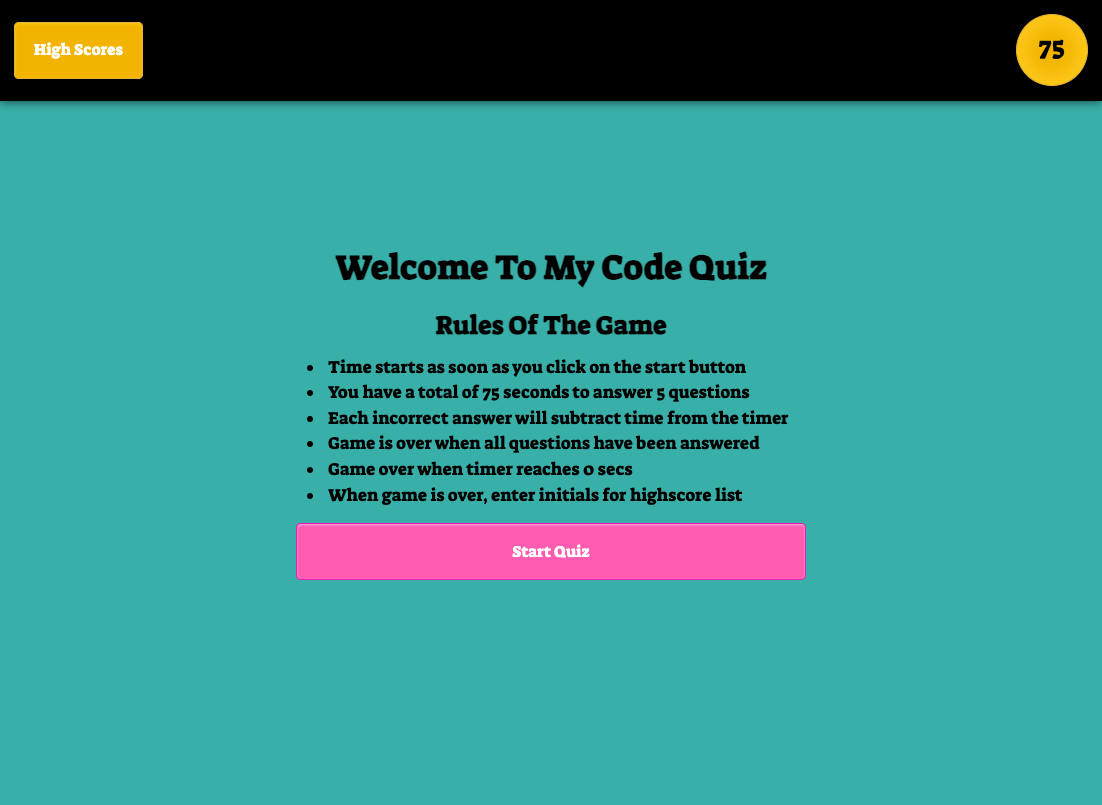 High Scores
75
Welcome To My Code Quiz
Rules Of The Game
• Time starts as soon as you click on the start button
• You have a total of 75 seconds to answer 5 questions
• Each incorrect answer will subtract time from the timer
• Game is over when all questions have been answered
• Game over when timer reaches 0 secs
• When game is over, enter initials for highscore list
Start Quiz